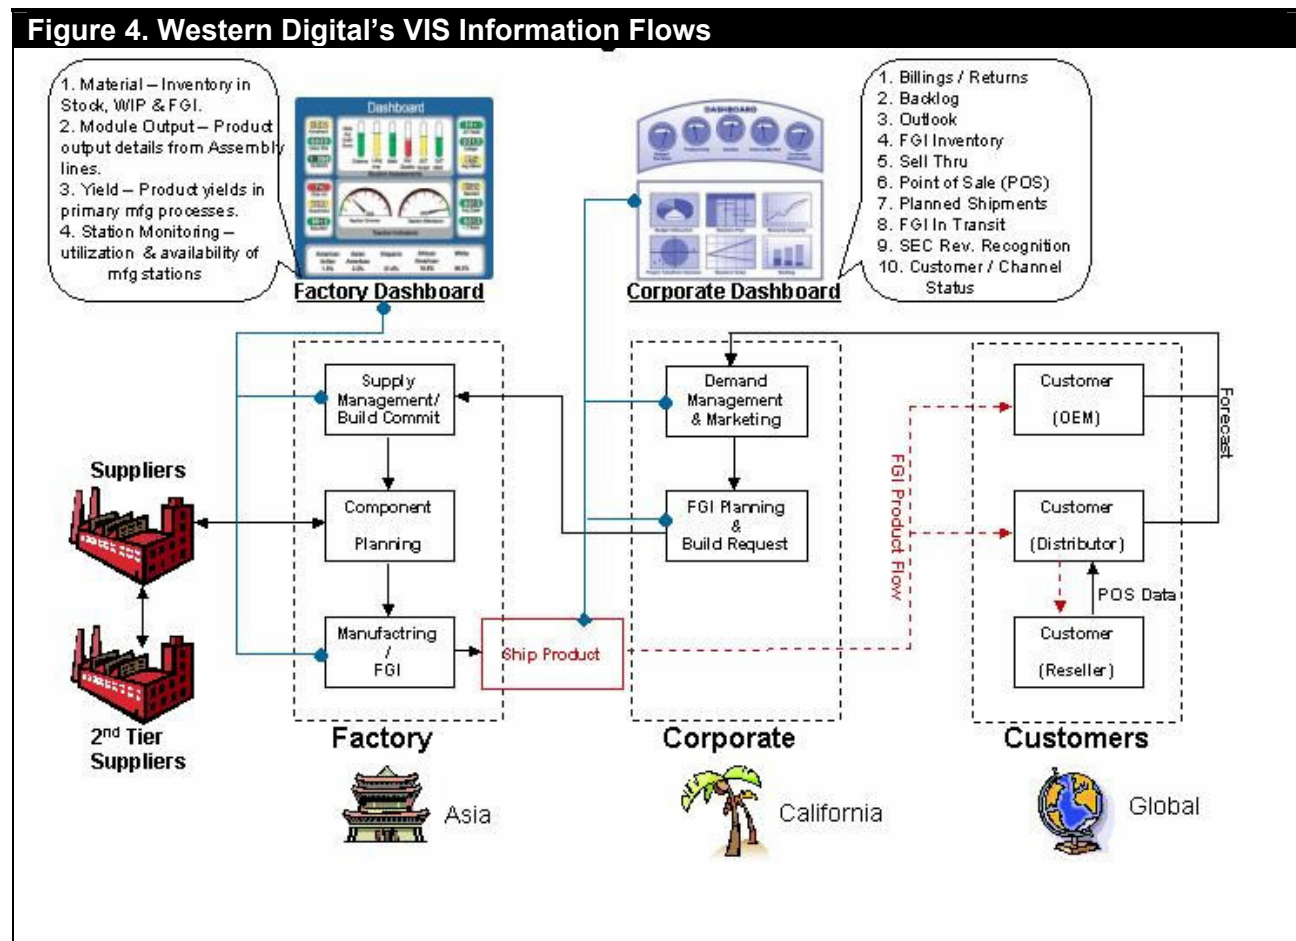 Figure 4. Western Digital's VIS Information Flows
1. Material – Inventory in
Stock, WIP & FGI.
2. Module Output – Product
output details from Assembly
lines.
3. Yield – Product yields in
primary mfg processes.
4. Station Monitoring –
utilization & availability of
mfg stations
Dashboard
Factory Dashboard
DASHBOARD
Corporate Dashboard
1. Billings / Returns
2. Backlog
3. Outlook
4. FGI Inventory
5. Sell Thru
6. Point of Sale (POS)
7. Planned Shipments
8. FGI In Transit
9. SEC Rev. Recognition
10. Customer / Channel
Status
Supply
Management/
Build Commit
Component
Planning
Manufactring
/
FGI
Ship Product
Demand
Management
& Marketing
FGI Planning
&
Build Request
FGI Product Flow
Customer
(OEM)
Customer
(Distributor)
POS Data
Customer
(Reseller)
Forecast
Suppliers
2nd Tier
Suppliers
Factory
Corporate
Customers
Asia
California
Global